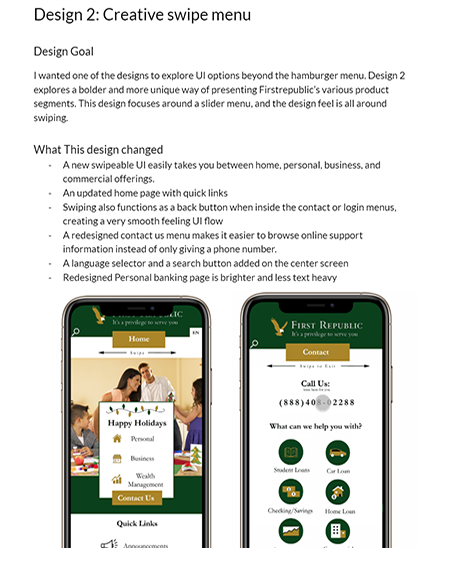 Design 2: Creative swipe menu
Design Goal
I wanted one of the designs to explore UI options beyond the hamburger menu. Design 2
explores a bolder and more unique way of presenting Firstrepublic's various product
segments. This design focuses around a slider menu, and the design feel is all around
swiping.
What This design changed
- A new swipeable UI easily takes you between home, personal, business, and
commercial offerings.
- An updated home page with quick links
- Swiping also functions as a back button when inside the contact or login menus,
creating a very smooth feeling UI flow
- A redesigned contact us menu makes it easier to browse online support
information instead of only giving a phone number.
- A language selector and a search button added on the center screen
- Redesigned Personal banking page is brighter and less text heavy
It's a privilege to serve you
EN
Home
Swipe
Happy Holidays
Personal
Business
Wealth
Management
Contact Us
Quick Links
Announcements
FIRST REPUBLIC
It's a privilege to serve you
Contact
Swipe to Exit
Call Us:
(888)408-02288
What can we help you with?
Student Loans
Car Loan
Checking/Savings
Home Loan